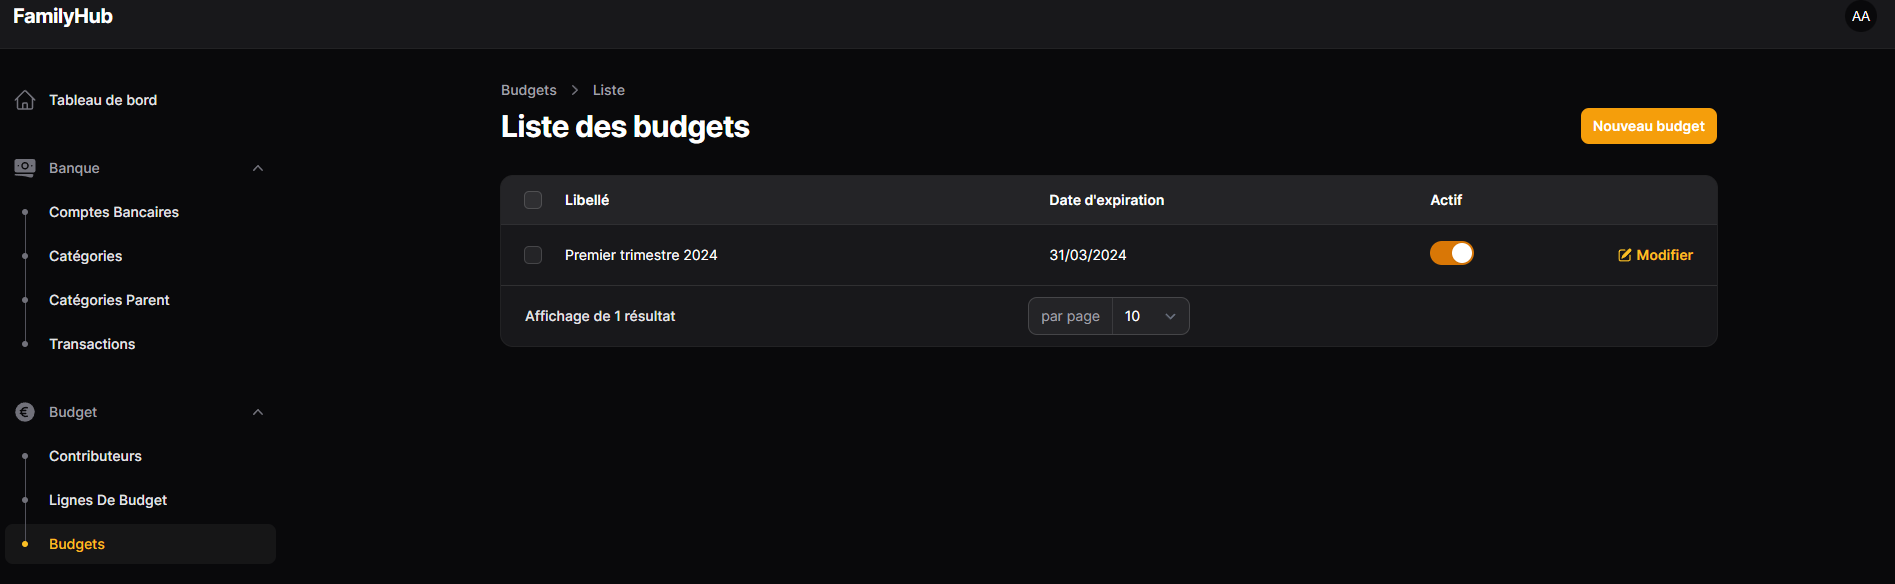 FamilyHub
AA
Tableau de bord
Banque
Comptes Bancaires
Catégories
Catégories Parent
Transactions
Budget
Contributeurs
Lignes De Budget
Budgets
Budgets > Liste
Liste des budgets
Nouveau budget
Libellé Date d'expiration Actif
Premier trimestre 2024 31/03/2024 Modifier
Affichage de 1 résultat par page 10